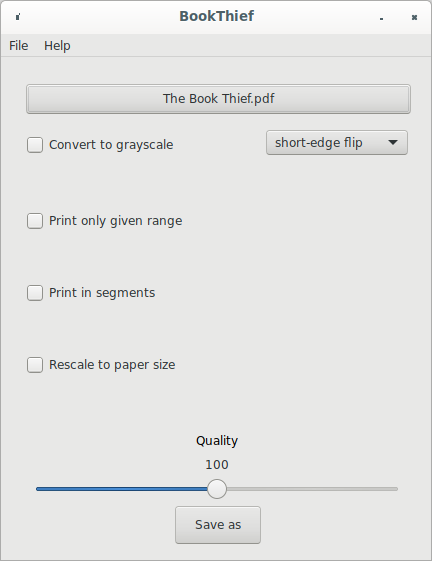 BookThief
File Help
The Book Thief.pdf
Convert to grayscale short-edge flip
Print only given range
Print in segments
Rescale to paper size
Quality
100
Save as